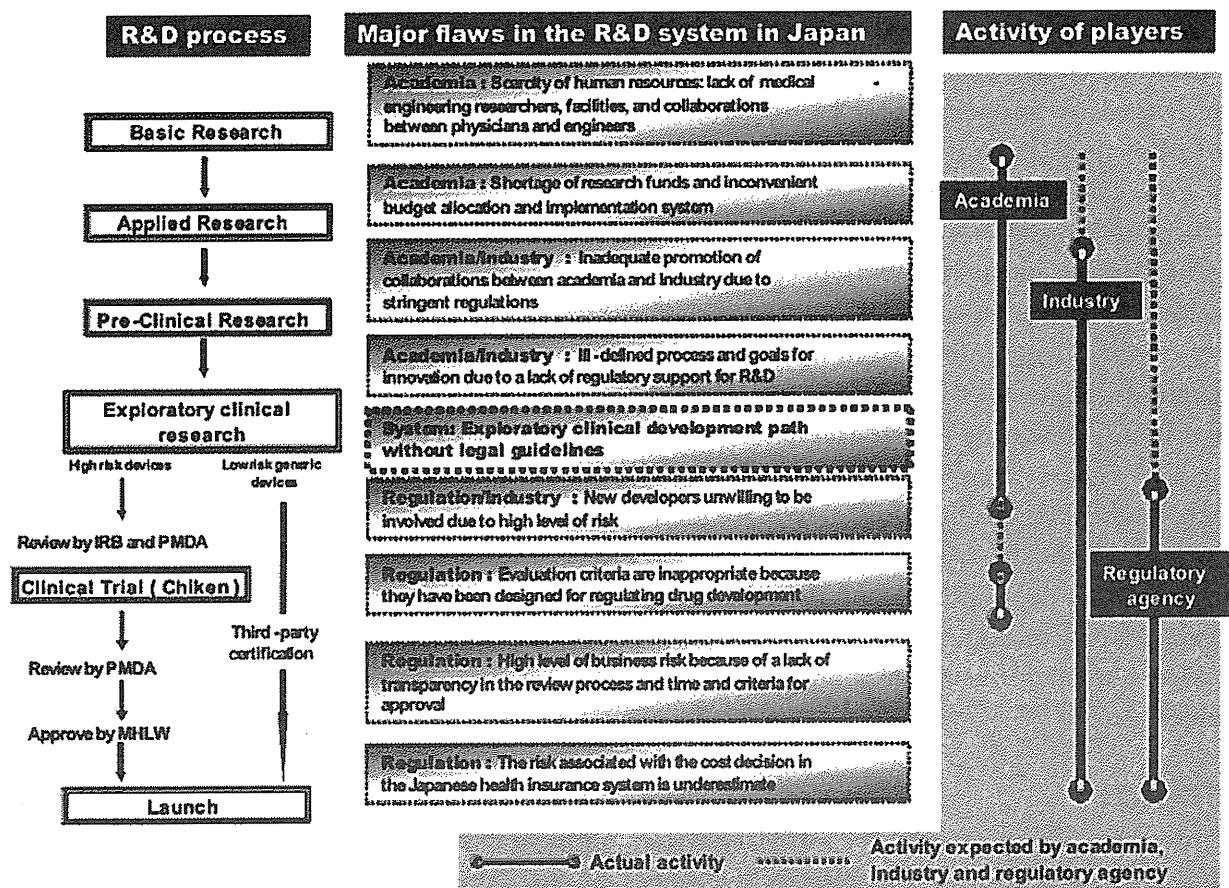 R&D process
Basic Research
Applied Research
Pre-Clinical Research
Exploratory clinical
research
High risk devices
Low risk generic
devices
Review by IRB and PMDA
Clinical Trial ( Chiken )
Third -party
certification
Review by PMDA
Approve by MHLW
Launch
Major flaws in the R&D system in Japan
Academia : Scarcity of human resources: lack of medical
engineering researchers, facilities, and collaborations
between physicians and engineers
Academia : Shortage of research funds and inconvenient
budget allocation and implementation system
Academia/Industry : Inadequate promotion of
collaborations between academia and industry due to
stringent regulations
Academia/Industry : Ill -defined process and goals for
innovation due to a lack of regulatory support for R&D
System: Exploratory clinical development path
without legal guidelines
Regulation/Industry : New developers unwilling to be
involved due to high level of risk
Regulation : Evaluation criteria are inappropriate because
they have been designed for regulating drug development
Regulation : High level of business risk because of a lack of
transparency in the review process and time and criteria for
approval
Regulation : The risk associated with the cost decision in
the Japanese health insurance system is underestimate
Activity of players
Academia
Industry
Regulatory
agency
Actual activity
Activity expected by academia,
Industry and regulatory agency